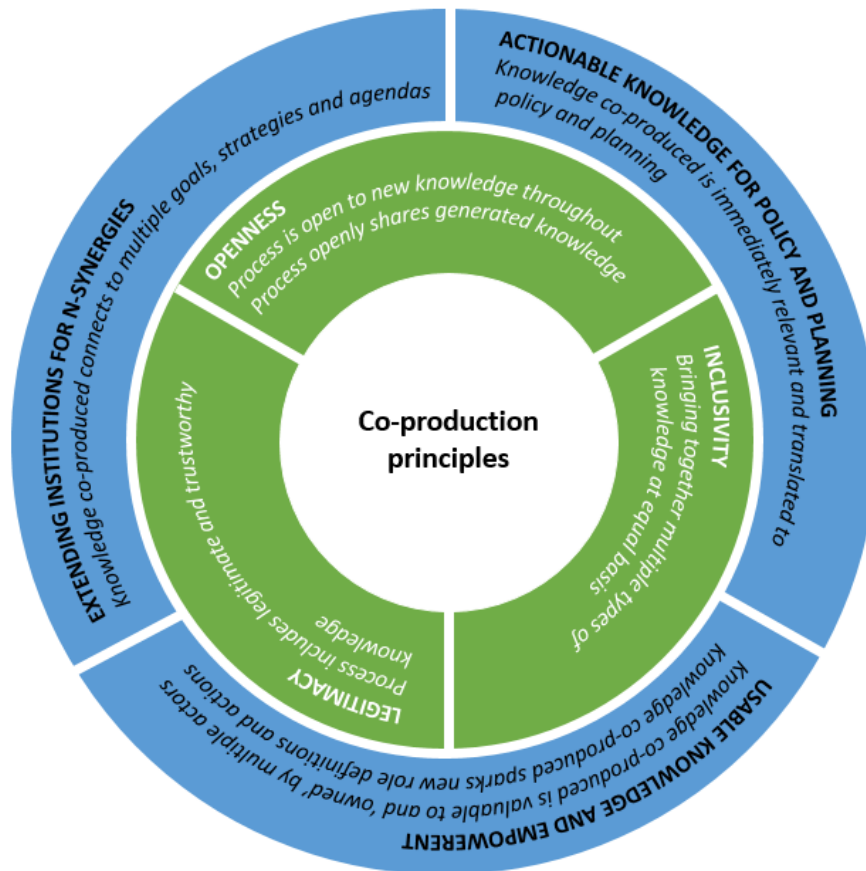 Co-production
principles
OPENNESS
Process is open to new knowledge throughout
Process openly shares generated knowledge
INCLUSIVITY
Bringing together multiple types of
knowledge at equal basis
LEGITIMACY
Process includes legitimate and trustworthy
knowledge
ACTIONABLE KNOWLEDGE FOR POLICY AND PLANNING
Knowledge co-produced is immediately relevant and translated to
policy and planning
USABLE KNOWLEDGE AND EMPOWERENT
Knowledge co-produced is valuable to and ‘owned’ by multiple actors
Knowledge co-produced sparks new role definitions and actions
EXTENDING INSTITUTIONS FOR N-SYNERGIES
Knowledge co-produced connects to multiple goals, strategies and agendas